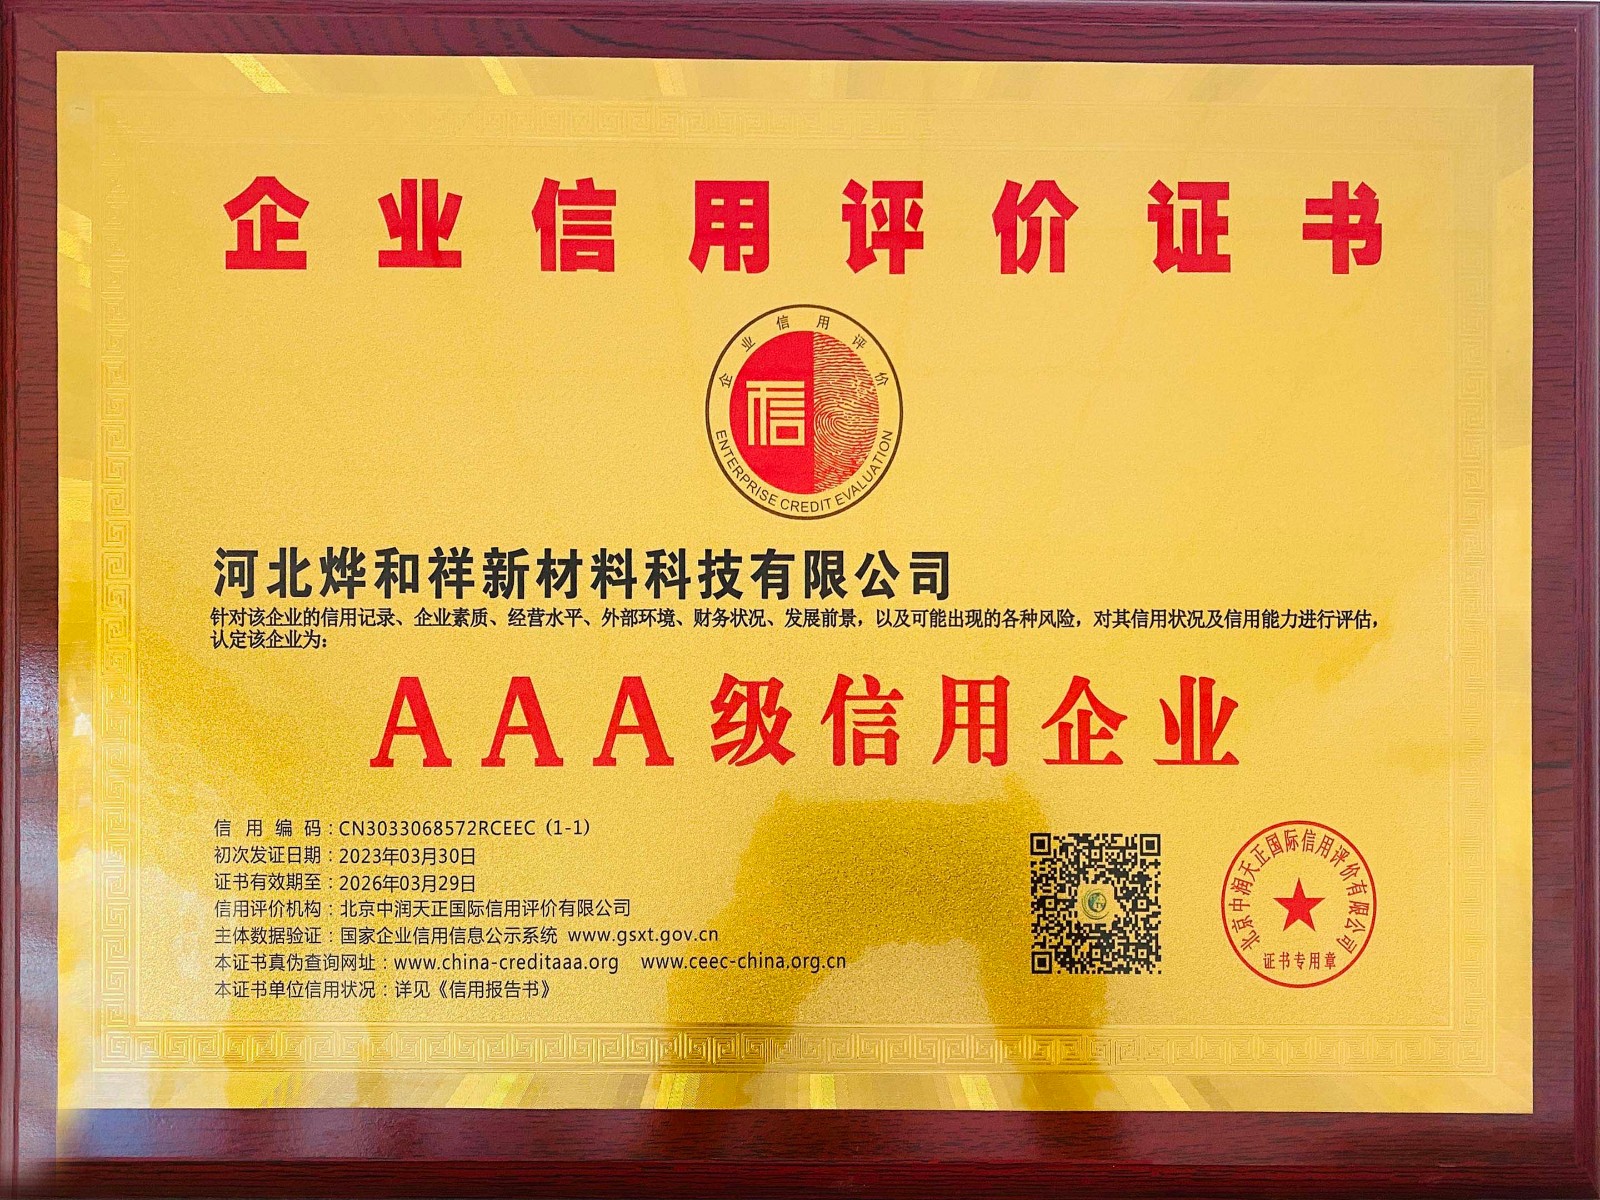 企业信用评价证书
企业信用评价
信
ENTERPRISE CREDIT EVALUATION
河北烨和祥新材料科技有限公司
针对该企业的信用记录、企业素质、经营水平、外部环境、财务状况、发展前景，以及可能出现的各种风险，对其信用状况及信用能力进行评估，
认定该企业为：
AAA级信用企业
信用编码：CN3033068572RCEEC（1-1）
初次发证日期：2023年03月30日
证书有效期至：2026年03月29日
信用评价机构：北京中润天正国际信用评价有限公司
主体数据验证：国家企业信用信息公示系统 www.gsxt.gov.cn
本证书真伪查询网址：www.china-creditaaa.org www.ceec-china.org.cn
本证书单位信用状况：详见《信用报告书》
北京中润天正国际信用评价有限公司
证书专用章